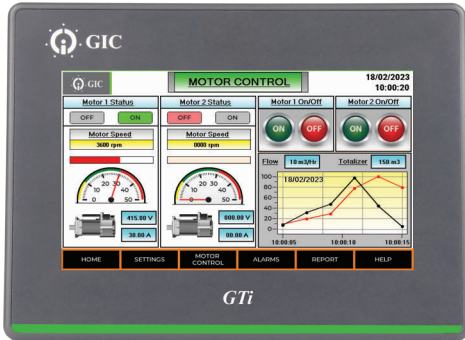 GIC
GIC
MOTOR CONTROL
18/02/2023
10:00:20
Motor 1 Status
Motor 2 Status
Motor 1 On/Off
Motor 2 On/Off
OFF ON
OFF ON
ON OFF
ON OFF
Motor Speed
3600 rpm
Motor Speed
0000 rpm
Flow 10 m3/Hr Totalizer 150 m3
0 10 20 30 40 50
0 10 20 30 40 50
18/02/2023
100
80
60
40
20
0
10:00:05 10:00:10 10:00:15
415.00 V
30.00 A
000.00 V
00.00 A
HOME
SETTINGS
MOTOR
CONTROL
ALARMS
REPORT
HELP
GTi